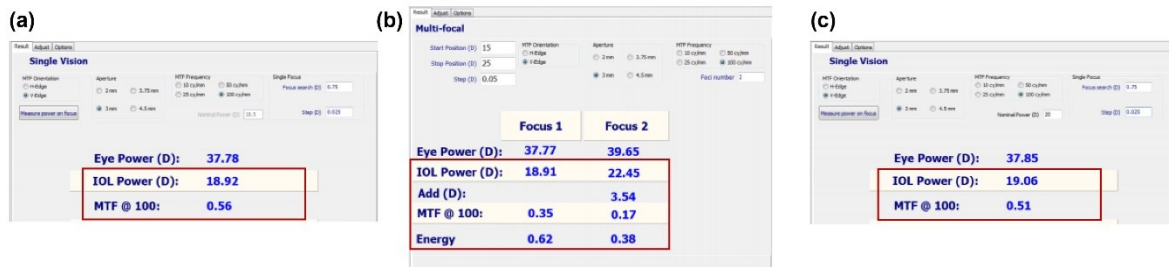 (a)
Result Adjust Options
Single Vision
MTF Orientation
H-Edge
V-Edge
Aperture
2 mm 3.75 mm
3 mm 4.5 mm
MTF Frequency
10 cy/mm 50 cy/mm
25 cy/mm 100 cy/mm
Single Focus
Focus search (D) 0.75
Measure power on focus
Nominal Power (D)
Step (D) 0.025
Eye Power (D): 37.78
IOL Power (D): 18.92
MTF @ 100: 0.56
(b)
Result Adjust Options
Multi-focal
Start Position (D) 15
Stop Position (D) 25
Step (D) 0.05
MTF Orientation
H-Edge
V-Edge
Aperture
2 mm 3.75 mm
3 mm 4.5 mm
MTF Frequency
10 cy/mm 50 cy/mm
25 cy/mm 100 cy/mm
Foci number 2
Focus 1 Focus 2
Eye Power (D): 37.77 39.65
IOL Power (D): 18.91 22.45
Add (D): 3.54
MTF @ 100: 0.35 0.17
Energy 0.62 0.38
(c)
Result Adjust Options
Single Vision
MTF Orientation
H-Edge
V-Edge
Aperture
2 mm 3.75 mm
3 mm 4.5 mm
MTF Frequency
10 cy/mm 50 cy/mm
25 cy/mm 100 cy/mm
Single Focus
Focus search (D) 0.75
Measure power on focus
Nominal Power (D) 20
Step (D) 0.025
Eye Power (D): 37.85
IOL Power (D): 19.06
MTF @ 100: 0.51